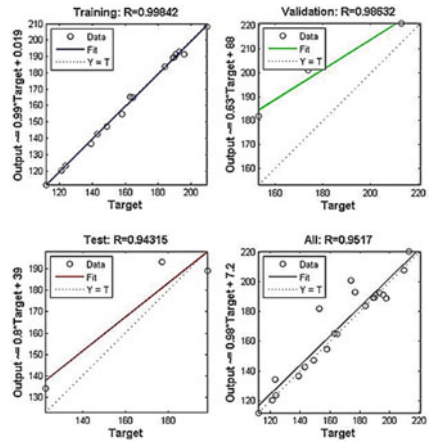 Training: R=0.99842
Output ~= 0.99*Target + 0.019
210
200
190
180
170
160
150
140
130
120
Data
Fit
Y = T
120 140 160 180 200
Target
Validation: R=0.98632
Output ~= 0.63*Target + 88
220
210
200
190
180
170
160
Data
Fit
Y = T
160 180 200 220
Target
Test: R=0.94315
Output ~= 0.8*Target + 39
190
180
170
160
150
140
130
Data
Fit
Y = T
140 160 180
Target
All: R=0.9517
Output ~= 0.98*Target + 7.2
220
200
180
160
140
120
Data
Fit
Y = T
120 140 160 180 200
Target